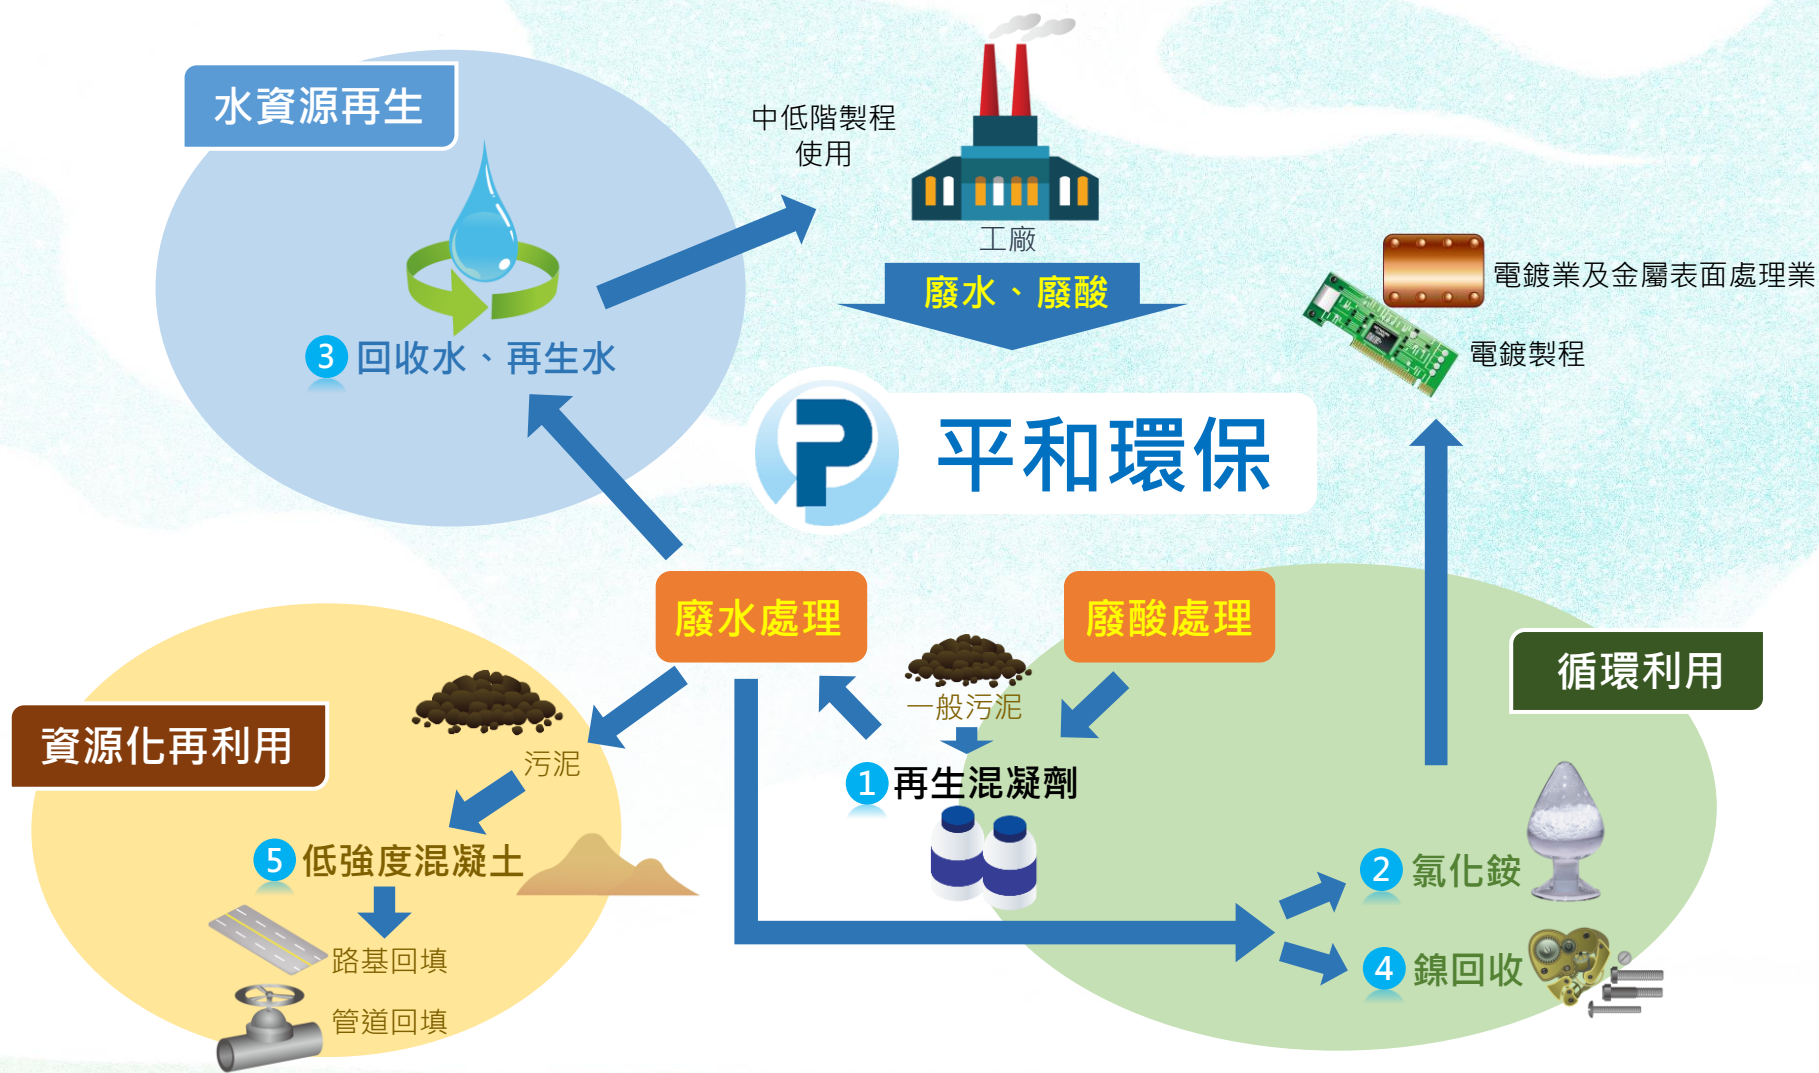 水資源再生
中低階製程
使用
工廠
廢水、廢酸
電鍍業及金屬表面處理業
電鍍製程
3 回收水、再生水
平和環保
廢水處理
廢酸處理
循環利用
一般污泥
資源化再利用
污泥
1 再生混凝劑
5 低強度混凝土
2 氯化銨
路基回填
4 鎳回收
管道回填